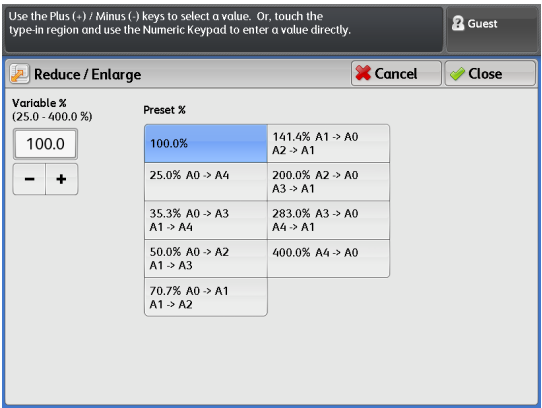 Use the Plus (+) / Minus (-) keys to select a value.  Or, touch the
type-in region and use the Numeric Keypad to enter a value directly.
Guest
Reduce / Enlarge
Cancel
Close
Variable %
(25.0 - 400.0 %)
100.0
-
+
Preset %
100.0%
25.0% A0 -> A4
35.3% A0 -> A3
A1 -> A4
50.0% A0 -> A2
A1 -> A3
70.7% A0 -> A1
A1 -> A2
141.4% A1 -> A0
A2 -> A1
200.0% A2 -> A0
A3 -> A1
283.0% A3 -> A0
A4 -> A1
400.0% A4 -> A0